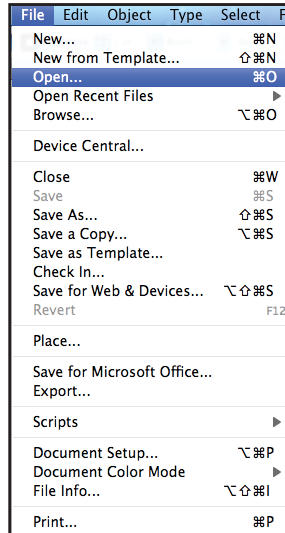 File Edit Object Type Select F
New... ⌘N
New from Template... ⇧⌘N
Open... ⌘O
Open Recent Files ▶
Browse... ⌥⌘O
Device Central...
Close ⌘W
Save ⌘S
Save As... ⇧⌘S
Save a Copy... ⌥⌘S
Save as Template...
Check In...
Save for Web & Devices... ⌥⇧⌘S
Revert F12
Place...
Save for Microsoft Office...
Export...
Scripts ▶
Document Setup... ⌥⌘P
Document Color Mode ▶
File Info... ⌥⇧⌘I
Print... ⌘P